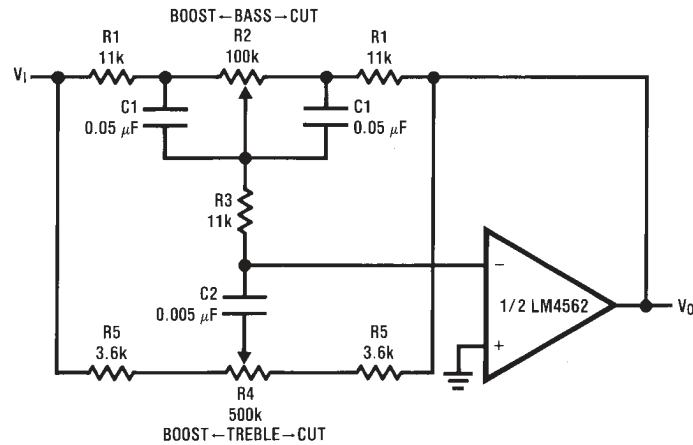 BOOST←BASS→CUT
R1
11k
R2
100k
R1
11k
VI
C1
0.05 μF
C1
0.05 μF
R3
11k
C2
0.005 μF
−
+
1/2 LM4562
VO
R5
3.6k
R5
3.6k
R4
500k
BOOST←TREBLE→CUT